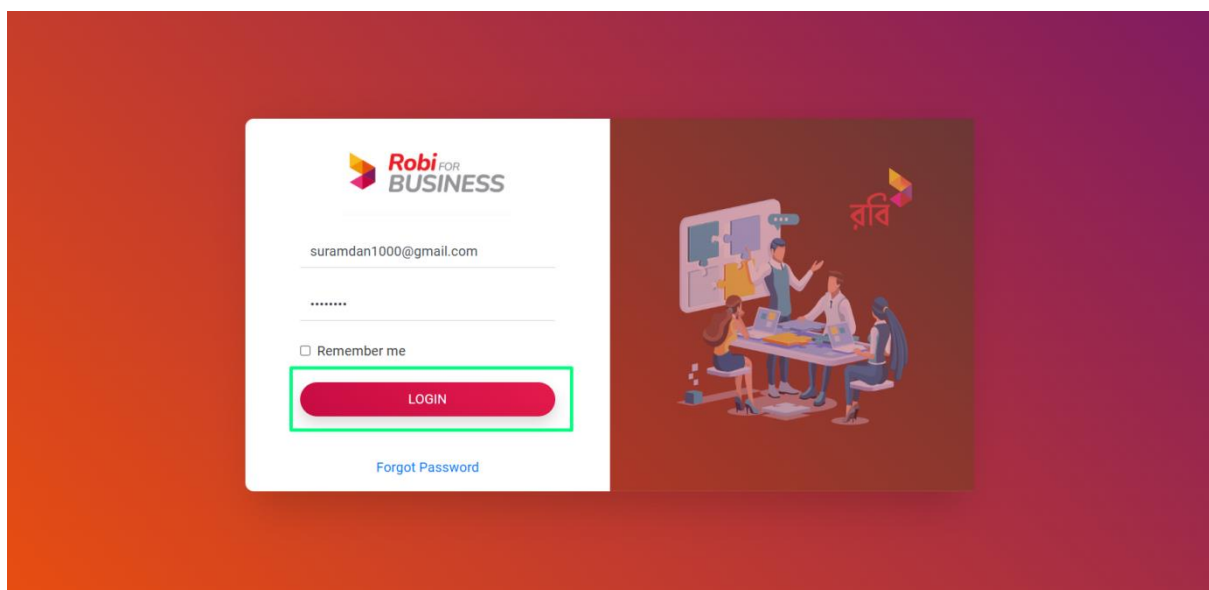 Robi FOR
BUSINESS
suramdan1000@gmail.com
........
Remember me
LOGIN
Forgot Password
রবি